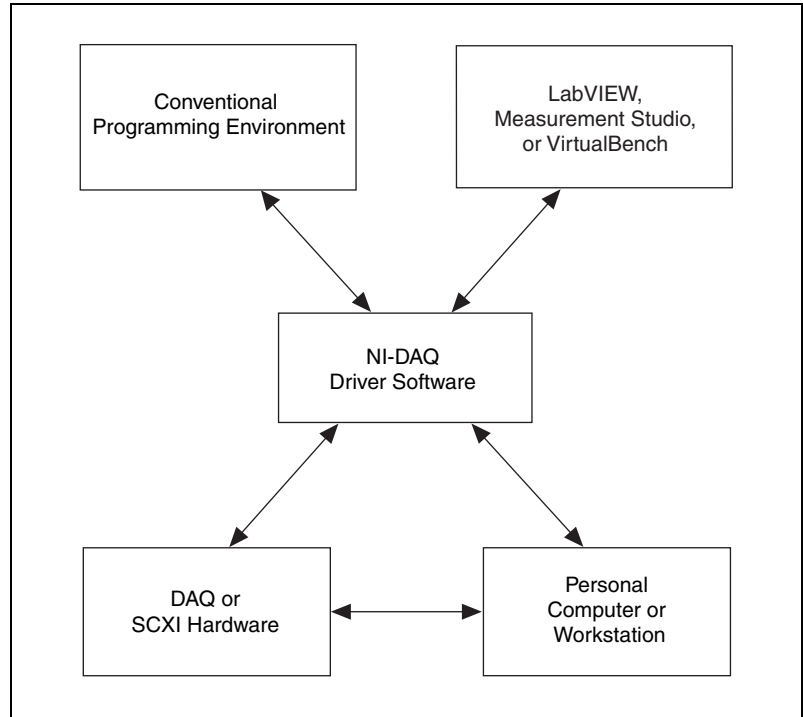 Conventional
Programming Environment
LabVIEW,
Measurement Studio,
or VirtualBench
NI-DAQ
Driver Software
DAQ or
SCXI Hardware
Personal
Computer or
Workstation